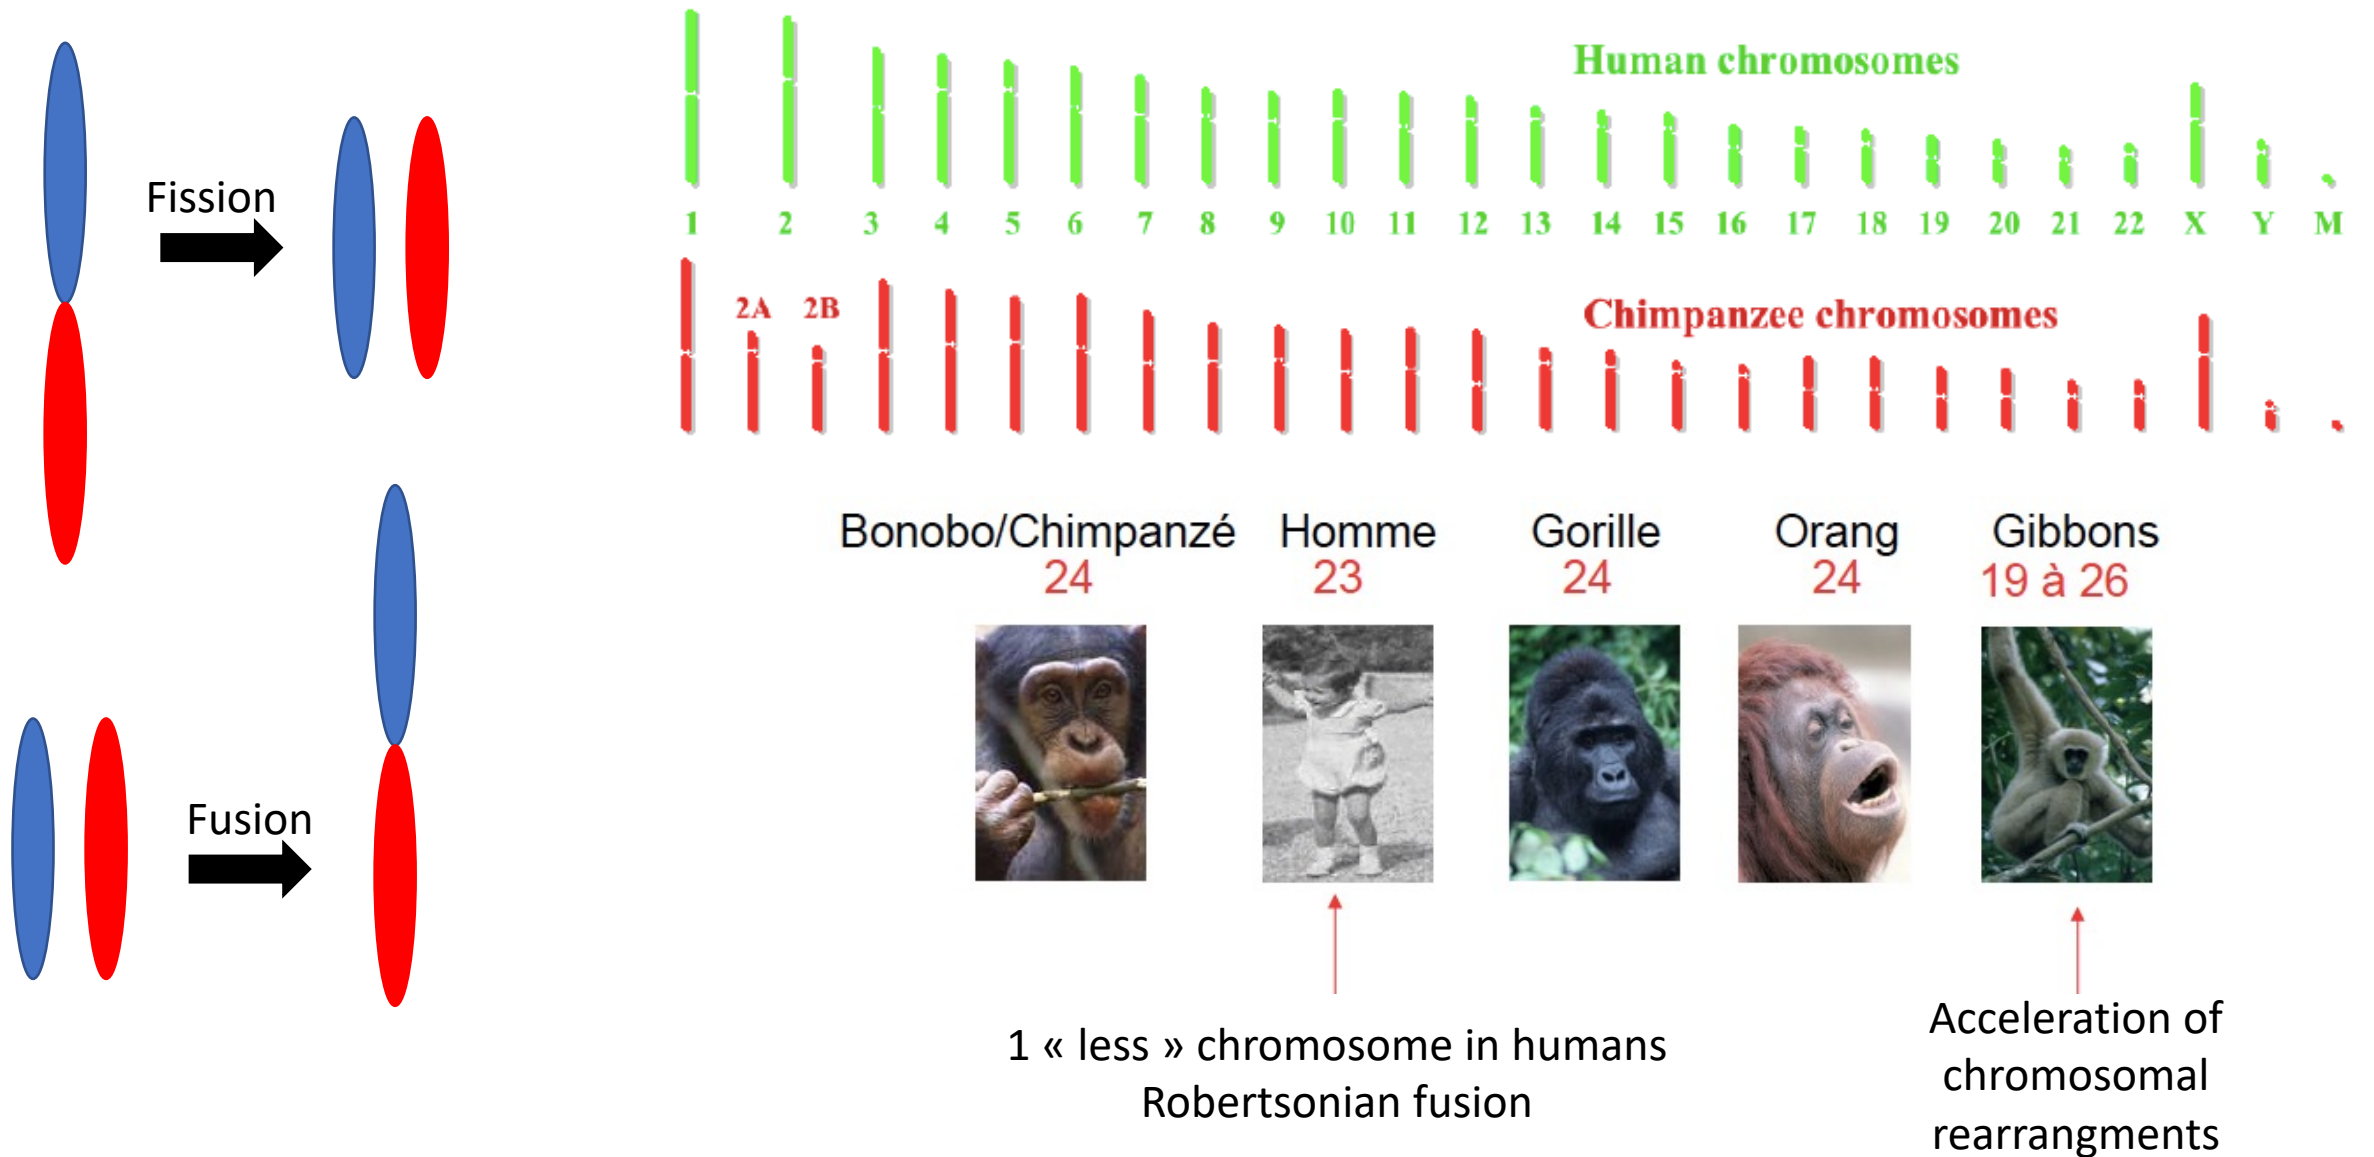 Fission
Fusion
Human chromosomes
1 2 3 4 5 6 7 8 9 10 11 12 13 14 15 16 17 18 19 20 21 22 X Y M
2A 2B
Chimpanzee chromosomes
Bonobo/Chimpanzé Homme Gorille Orang Gibbons
24 23 24 24 19 à 26
1 « less » chromosome in humans
Robertsonian fusion
Acceleration of
chromosomal
rearrangments